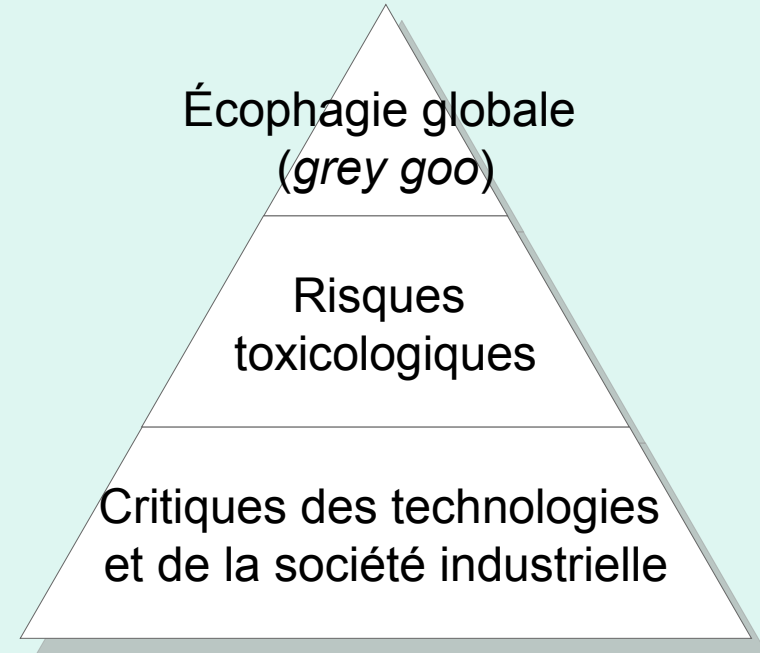 Écophagie globale
(grey goo)
Risques
toxicologiques
Critiques des technologies
et de la société industrielle